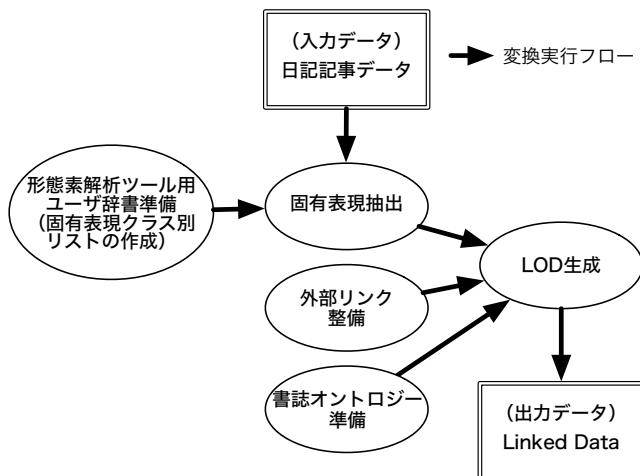 （入力データ）
日記記事データ
変換実行フロー
形態素解析ツール用
ユーザ辞書準備
（固有表現クラス別
リストの作成）
固有表現抽出
LOD生成
外部リンク
整備
書誌オントロジー
準備
（出力データ）
Linked Data